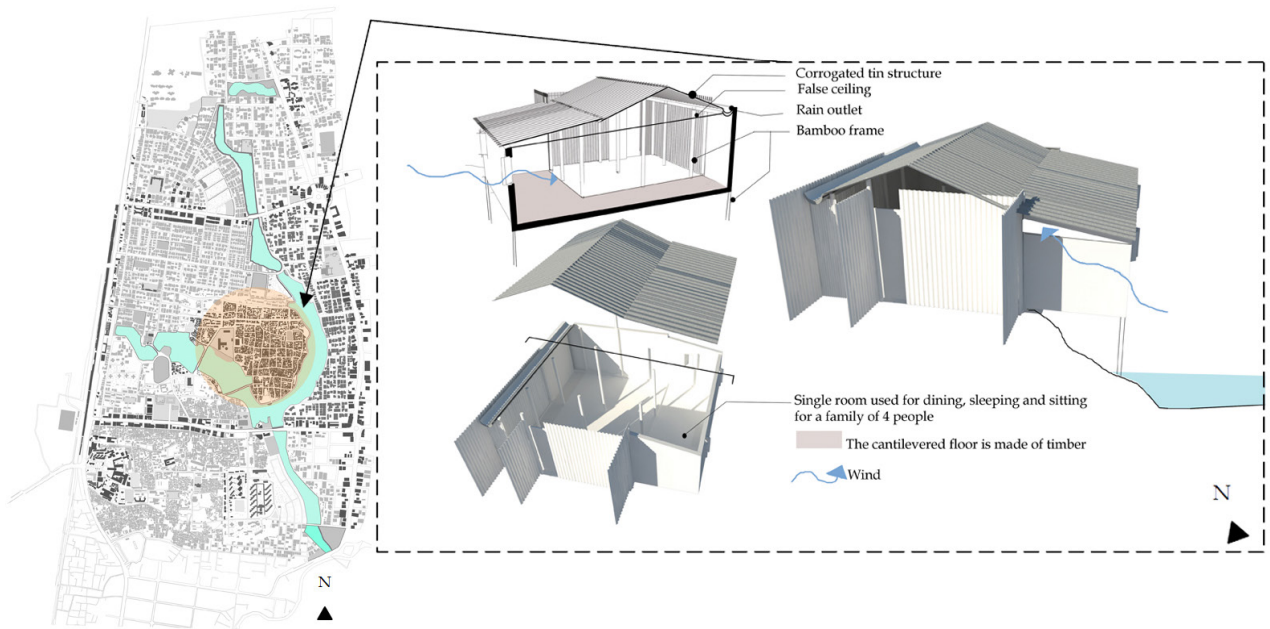 Corrogated tin structure
False ceiling
Rain outlet
Bamboo frame
Single room used for dining, sleeping and sitting
for a family of 4 people
The cantilevered floor is made of timber
Wind
N
N